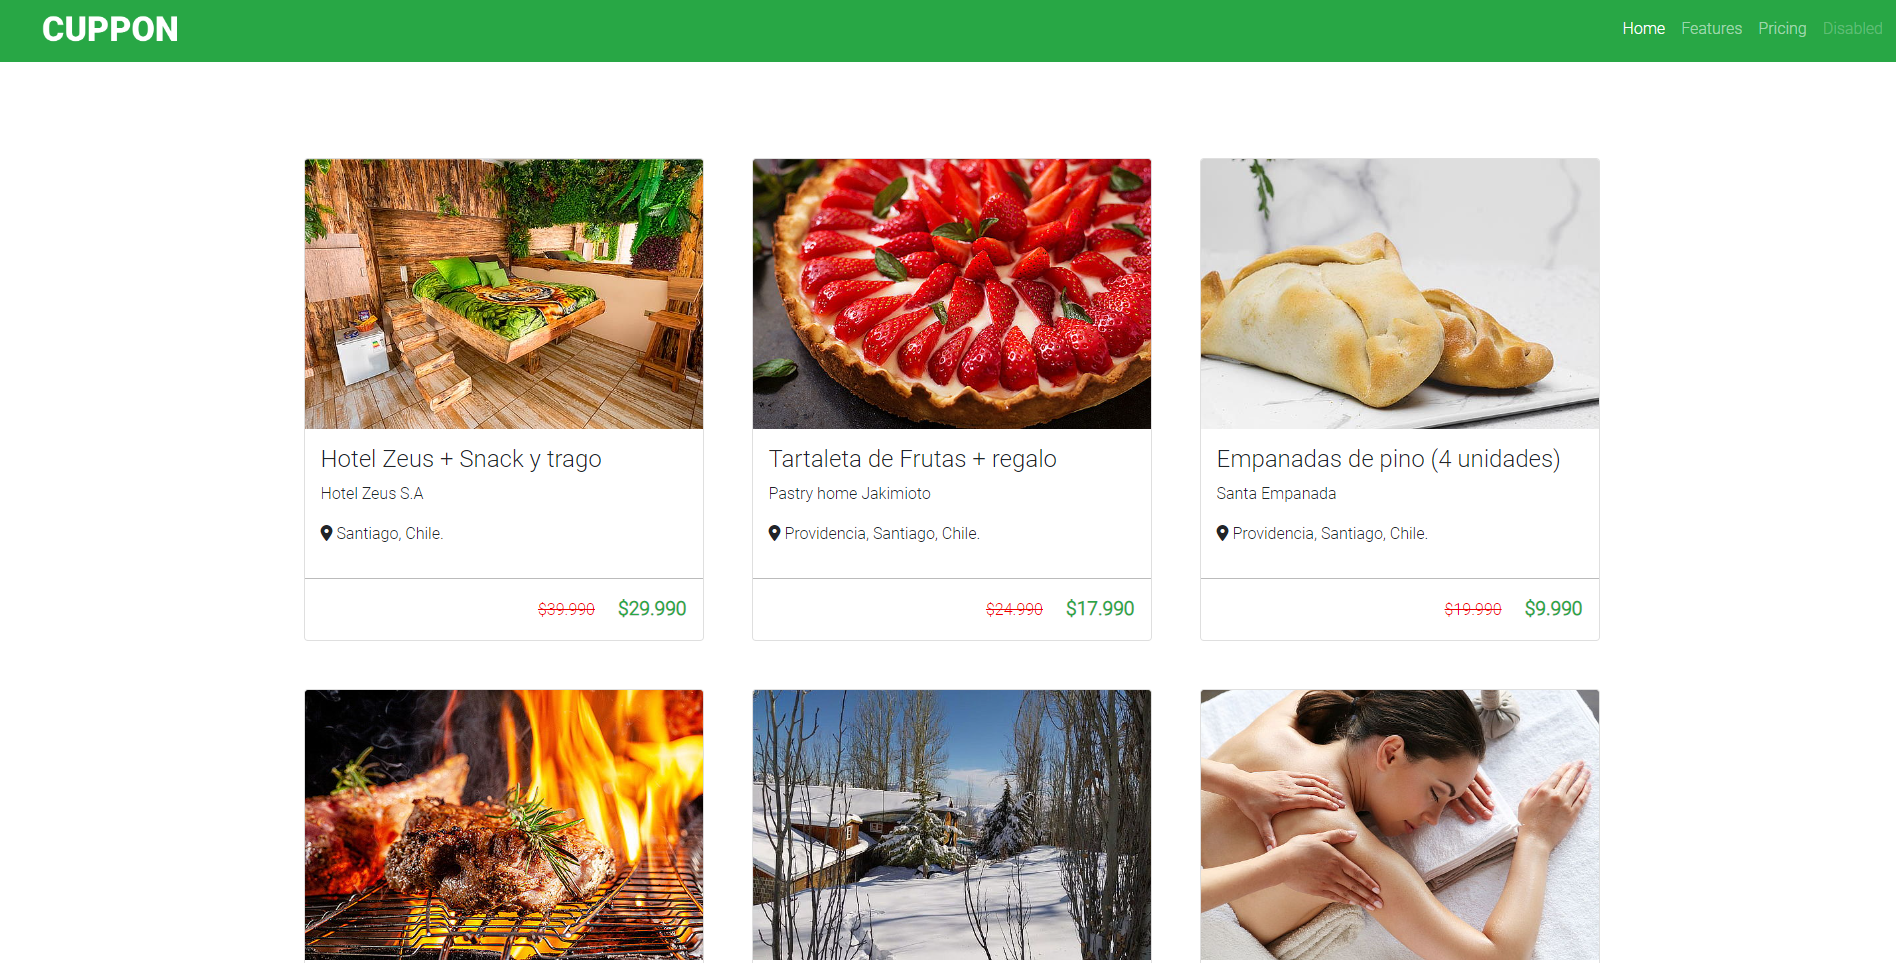 CUPPON
Home Features Pricing Disabled
Hotel Zeus + Snack y trago
Hotel Zeus S.A
Santiago, Chile.
$39.990 $29.990
Tartaleta de Frutas + regalo
Pastry home Jakimioto
Providencia, Santiago, Chile.
$24.990 $17.990
Empanadas de pino (4 unidades)
Santa Empanada
Providencia, Santiago, Chile.
$19.990 $9.990